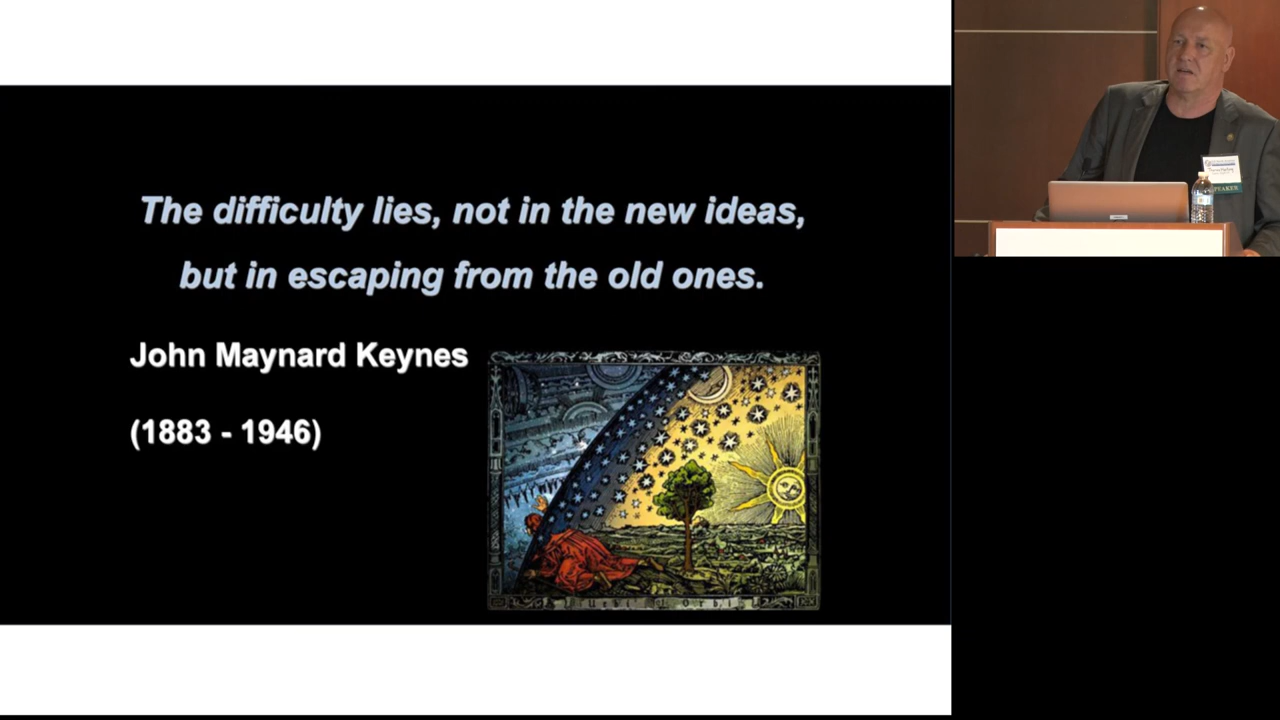 The difficulty lies, not in the new ideas,
but in escaping from the old ones.
John Maynard Keynes
(1883 - 1946)
SPEAKER